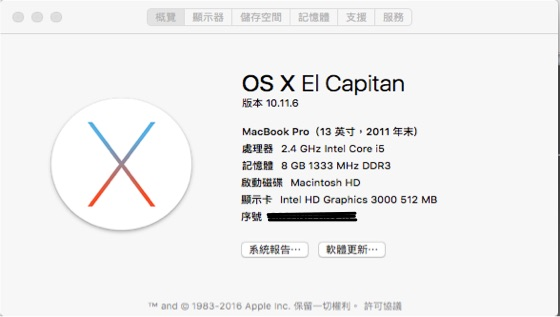 概覽 顯示器 儲存空間 記憶體 支援 服務
OS X El Capitan
版本 10.11.6
MacBook Pro（13 英寸，2011 年末）
處理器 2.4 GHz Intel Core i5
記憶體 8 GB 1333 MHz DDR3
啟動磁碟 Macintosh HD
顯示卡 Intel HD Graphics 3000 512 MB
序號
系統報告⋯ 軟體更新⋯
™ and © 1983-2016 Apple Inc. 保留一切權利。 許可協議